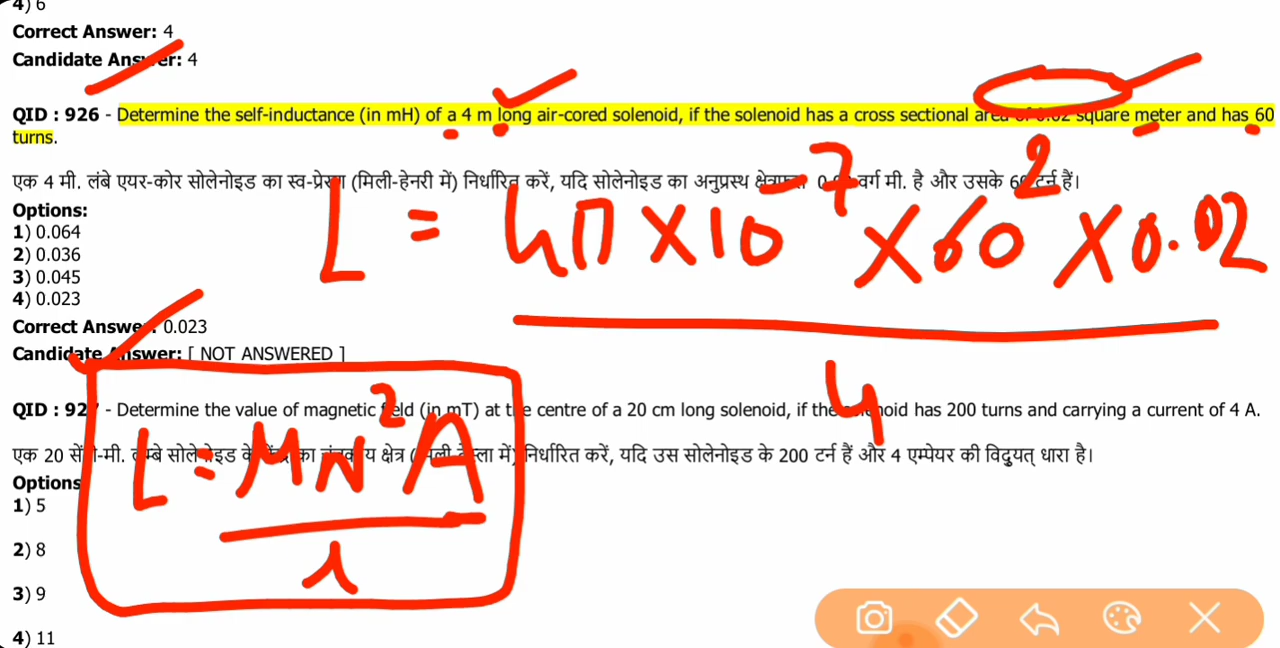 4) 6
Correct Answer: 4
Candidate Answer: 4
QID : 926 - Determine the self-inductance (in mH) of a 4 m long air-cored solenoid, if the solenoid has a cross sectional area of 0.02 square meter and has 60
turns.
एक 4 मी. लंबे एयर-कोर सोलेनोइड का स्व-प्रेरण (मिली-हेनरी में) निर्धारित करें, यदि सोलेनोइड का अनुप्रस्थ क्षेत्रफल 0.02 वर्ग मी. है और उसके 60 टर्न हैं।
Options:
1) 0.064
2) 0.036
3) 0.045
4) 0.023
L = 4π×10⁻⁷×60²×0.02
4
Correct Answer: 0.023
Candidate Answer: [ NOT ANSWERED ]
QID : 927 - Determine the value of magnetic field (in mT) at the centre of a 20 cm long solenoid, if the solenoid has 200 turns and carrying a current of 4 A.
एक 20 सें०-मी. लम्बे सोलेनोइड के केंद्र का चुंबकीय क्षेत्र (मिली टेस्ला में) निर्धारित करें, यदि उस सोलेनोइड के 200 टर्न हैं और 4 एम्पेयर की विद्रुयत् धारा है।
Options
1) 5
2) 8
3) 9
4) 11
L = MN²A
l